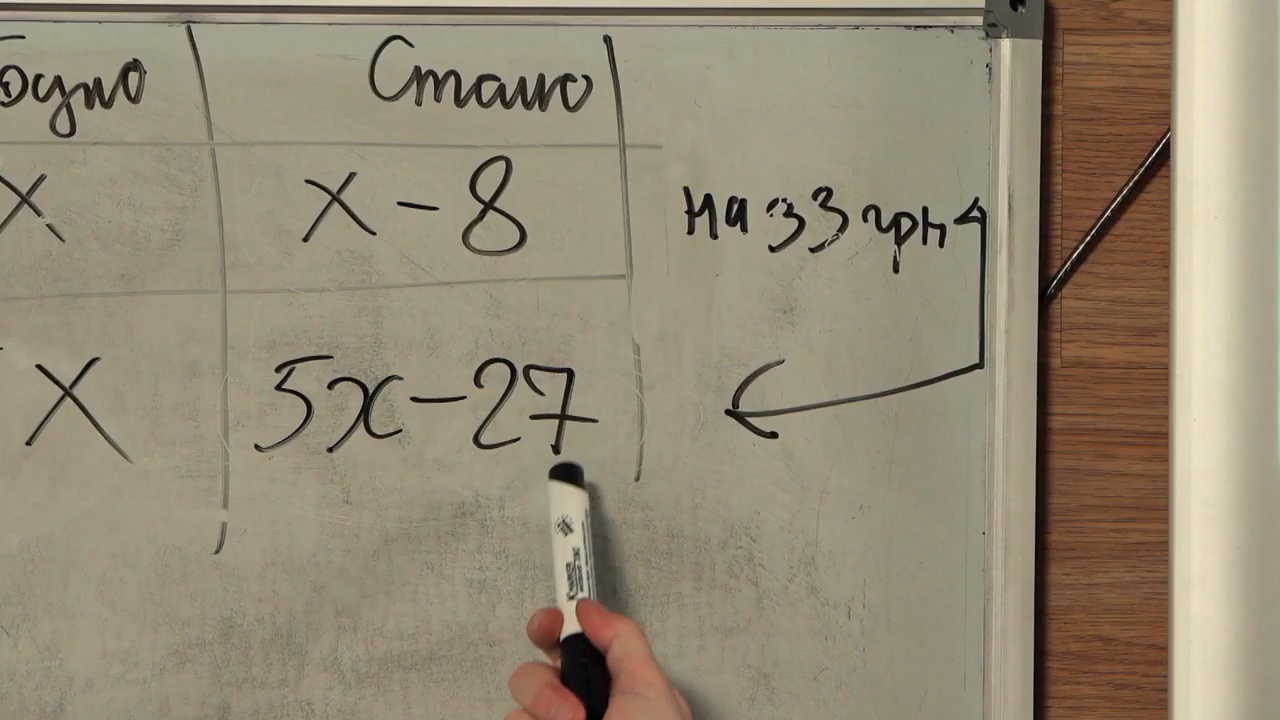 Було Стало
x x - 8 на 33 грн
x 5x - 27